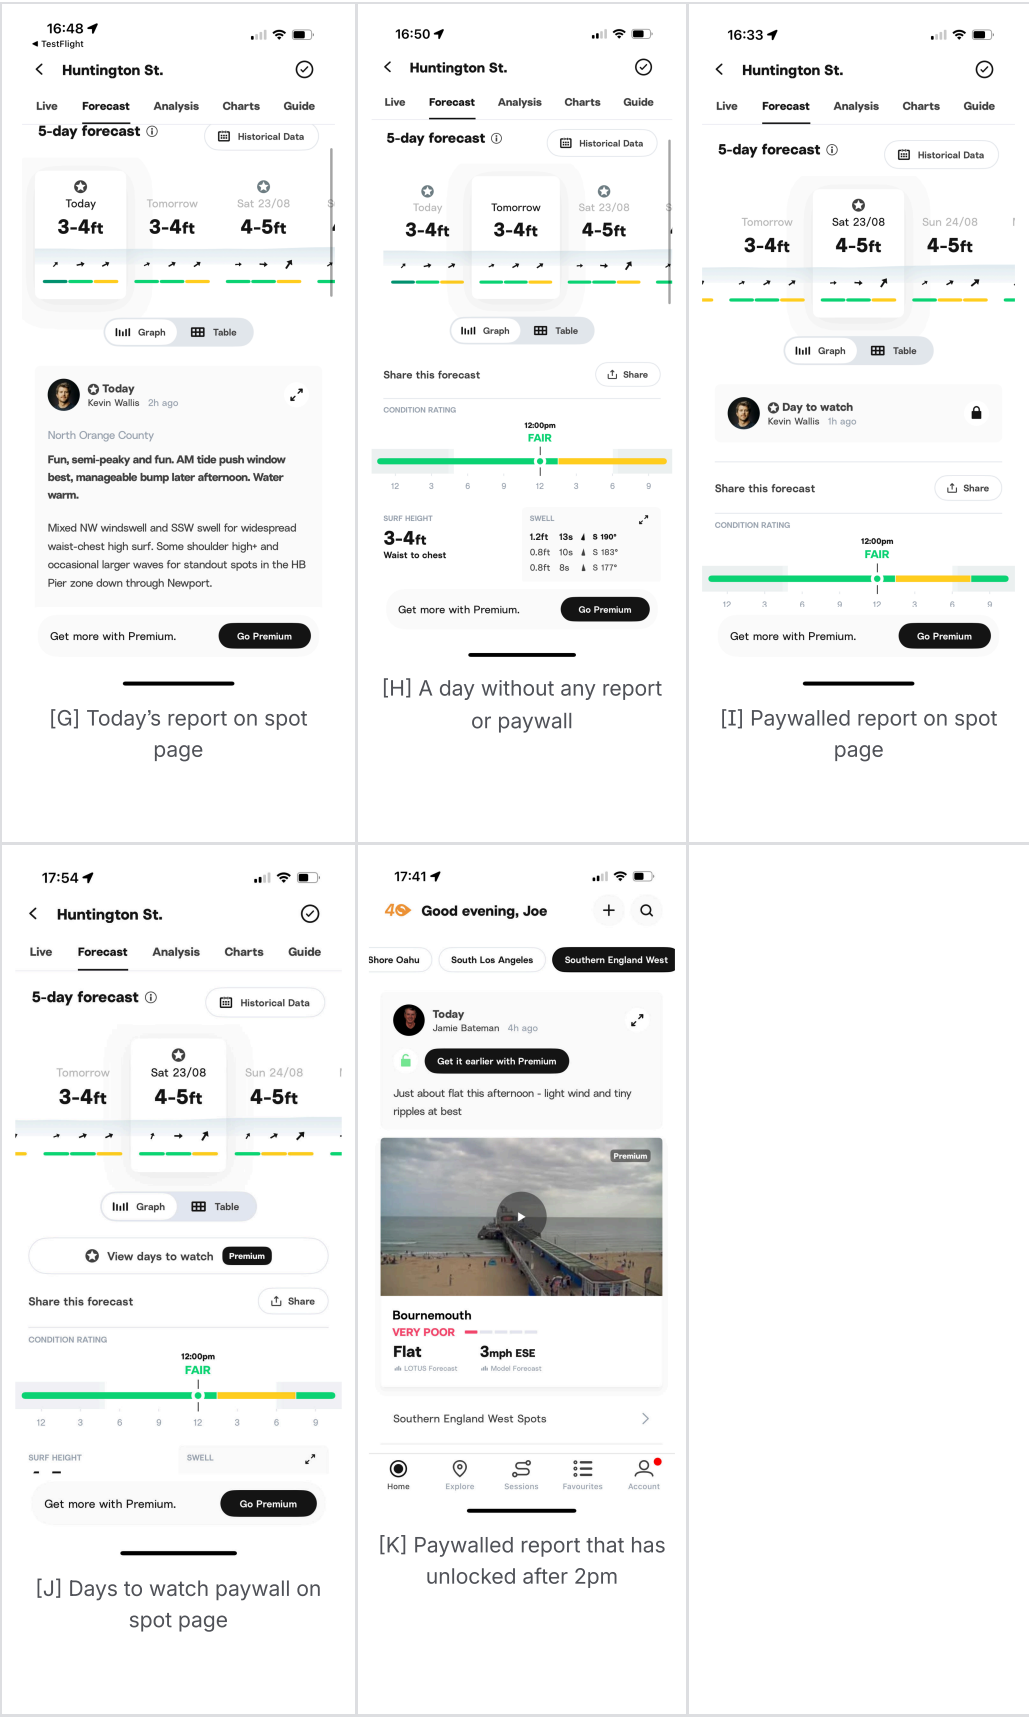 16:48
◀ TestFlight
Huntington St.
Live Forecast Analysis Charts Guide
5-day forecast
Historical Data
Today Tomorrow Sat 23/08 S
3-4ft 3-4ft 4-5ft
Graph Table
Today
Kevin Wallis 2h ago
North Orange County
Fun, semi-peaky and fun. AM tide push window
best, manageable bump later afternoon. Water
warm.
Mixed NW windswell and SSW swell for widespread
waist-chest high surf. Some shoulder high+ and
occasional larger waves for standout spots in the HB
Pier zone down through Newport.
Get more with Premium. Go Premium
[G] Today's report on spot
page
16:50
Huntington St.
Live Forecast Analysis Charts Guide
5-day forecast
Historical Data
Today Tomorrow Sat 23/08 S
3-4ft 3-4ft 4-5ft
Graph Table
Share this forecast Share
CONDITION RATING
12:00pm
FAIR
12 3 6 9 12 3 6 9
SURF HEIGHT
3-4ft
Waist to chest
SWELL
1.2ft 13s S 190°
0.8ft 10s S 183°
0.8ft 8s S 177°
Get more with Premium. Go Premium
[H] A day without any report
or paywall
16:33
Huntington St.
Live Forecast Analysis Charts Guide
5-day forecast
Historical Data
Tomorrow Sat 23/08 Sun 24/08
3-4ft 4-5ft 4-5ft
Graph Table
Day to watch
Kevin Wallis 1h ago
Share this forecast Share
CONDITION RATING
12:00pm
FAIR
12 3 6 9 12 3 6 9
Get more with Premium. Go Premium
[I] Paywalled report on spot
page
17:54
Huntington St.
Live Forecast Analysis Charts Guide
5-day forecast
Historical Data
Tomorrow Sat 23/08 Sun 24/08
3-4ft 4-5ft 4-5ft
Graph Table
View days to watch Premium
Share this forecast Share
CONDITION RATING
12:00pm
FAIR
12 3 6 9 12 3 6 9
SURF HEIGHT SWELL
Get more with Premium. Go Premium
[J] Days to watch paywall on
spot page
17:41
Good evening, Joe
Shore Oahu South Los Angeles Southern England West
Today
Jamie Bateman 4h ago
Get it earlier with Premium
Just about flat this afternoon - light wind and tiny
ripples at best
Premium
Bournemouth
VERY POOR
Flat 3mph ESE
LOTUS Forecast Model Forecast
Southern England West Spots
Home Explore Sessions Favourites Account
[K] Paywalled report that has
unlocked after 2pm